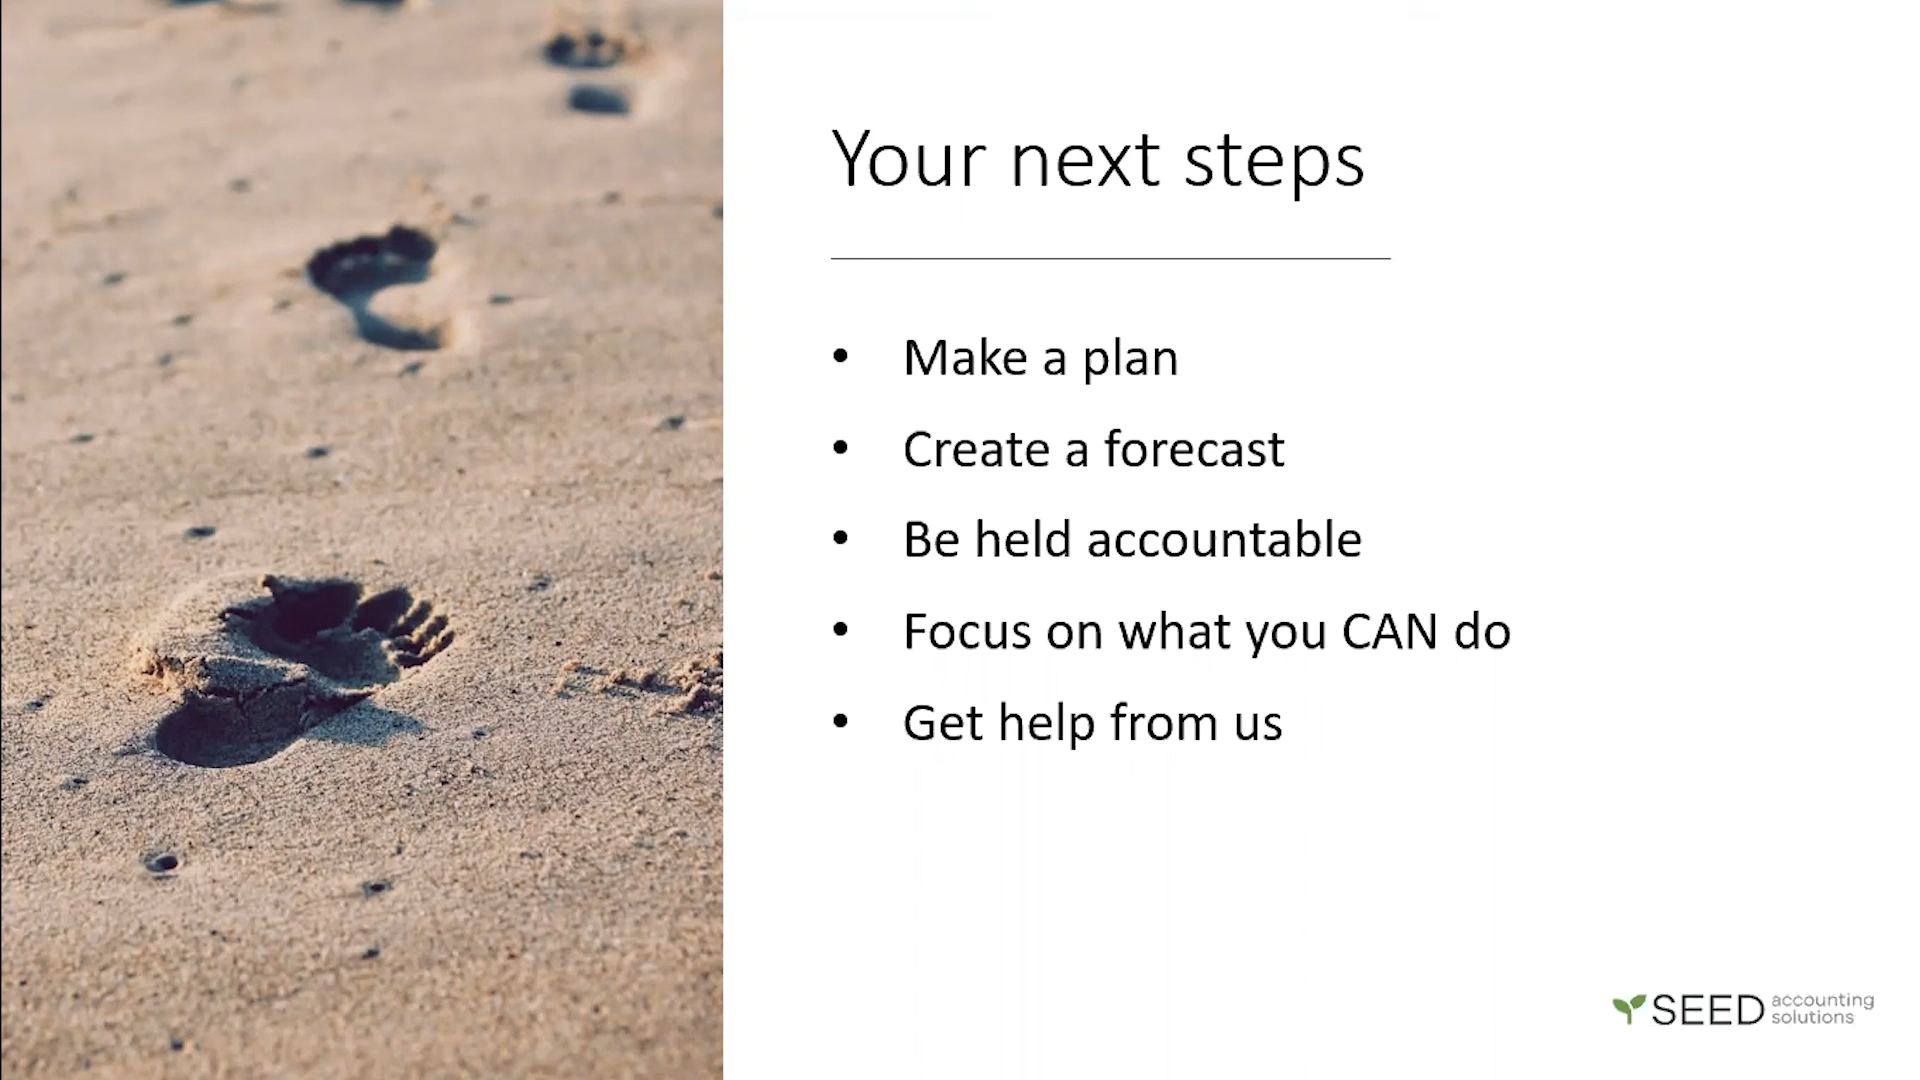 Your next steps
• Make a plan
• Create a forecast
• Be held accountable
• Focus on what you CAN do
• Get help from us
SEED accounting
solutions